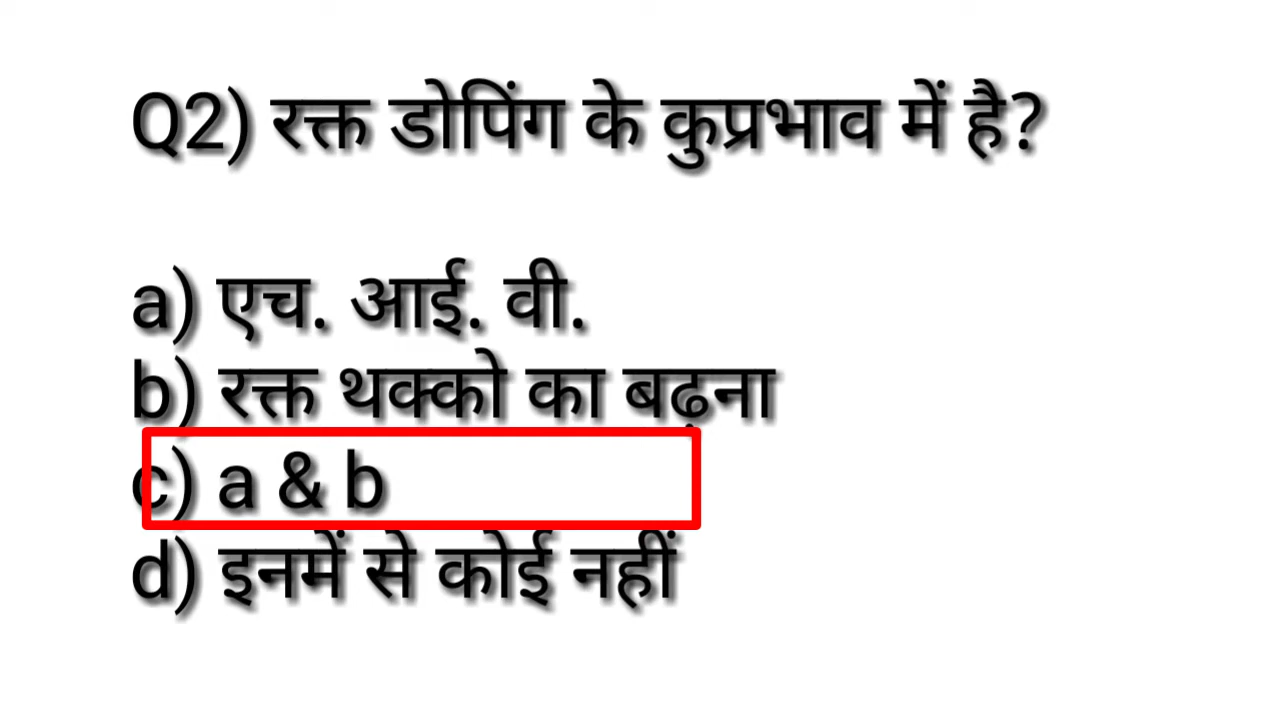 Q2) रक्त डोपिंग के कुप्रभाव में है?
a) एच. आई. वी.
b) रक्त थक्को का बढ़ना
c) a & b
d) इनमें से कोई नहीं